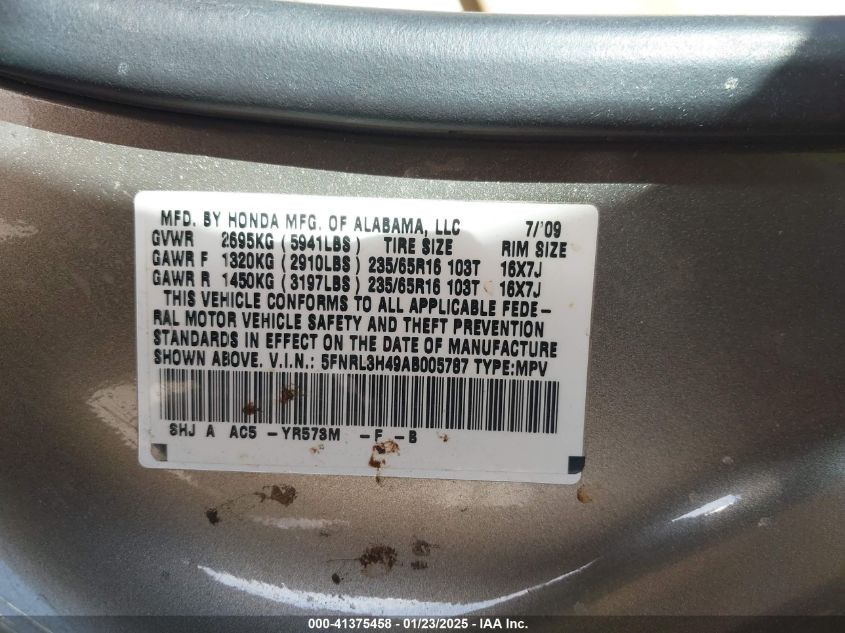 MFD. BY HONDA MFG. OF ALABAMA, LLC 7/'09
GVWR 2695KG (5941LBS) TIRE SIZE RIM SIZE
GAWR F 1320KG (2910LBS) 235/65R16 103T 16X7J
GAWR R 1450KG (3197LBS) 235/65R16 103T 16X7J
THIS VEHICLE CONFORMS TO ALL APPLICABLE FEDE-
RAL MOTOR VEHICLE SAFETY AND THEFT PREVENTION
STANDARDS IN EFFECT ON THE DATE OF MANUFACTURE
SHOWN ABOVE. V.I.N.: 5FNRL3H49AB005787 TYPE:MPV
SHJ A AC5 -YR573M -F -B
000-41375458 - 01/23/2025 - IAAI Inc.